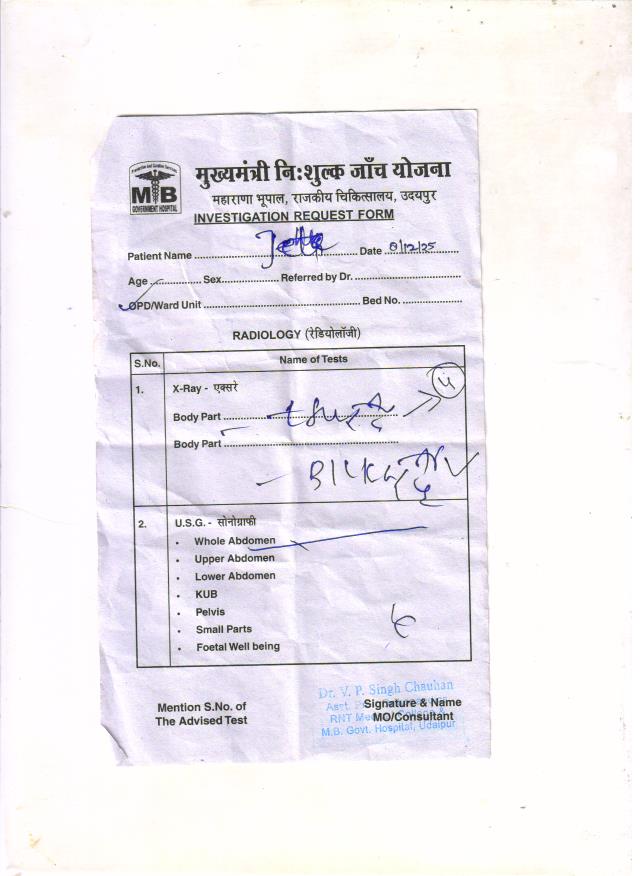 MB
GOVERNMENT HOSPITAL
मुख्यमंत्री निःशुल्क जाँच योजना
महाराणा भूपाल, राजकीय चिकित्सालय, उदयपुर
INVESTIGATION REQUEST FORM
Patient Name ........ Date /12/25
Age ........ Sex ........ Referred by Dr. ........
OPD/Ward Unit ........ Bed No. ........
RADIOLOGY (रेडियोलॉजी)
S.No. Name of Tests
1. X-Ray - एक्सरे
Body Part ........
Body Part ........
2. U.S.G. - सोनोग्राफी
• Whole Abdomen
• Upper Abdomen
• Lower Abdomen
• KUB
• Pelvis
• Small Parts
• Foetal Well being
Mention S.No. of
The Advised Test
Signature & Name
MO/Consultant
Dr. V. P. Singh Chauhan
RNT
M.B. Govt. Hospital, Udaipur